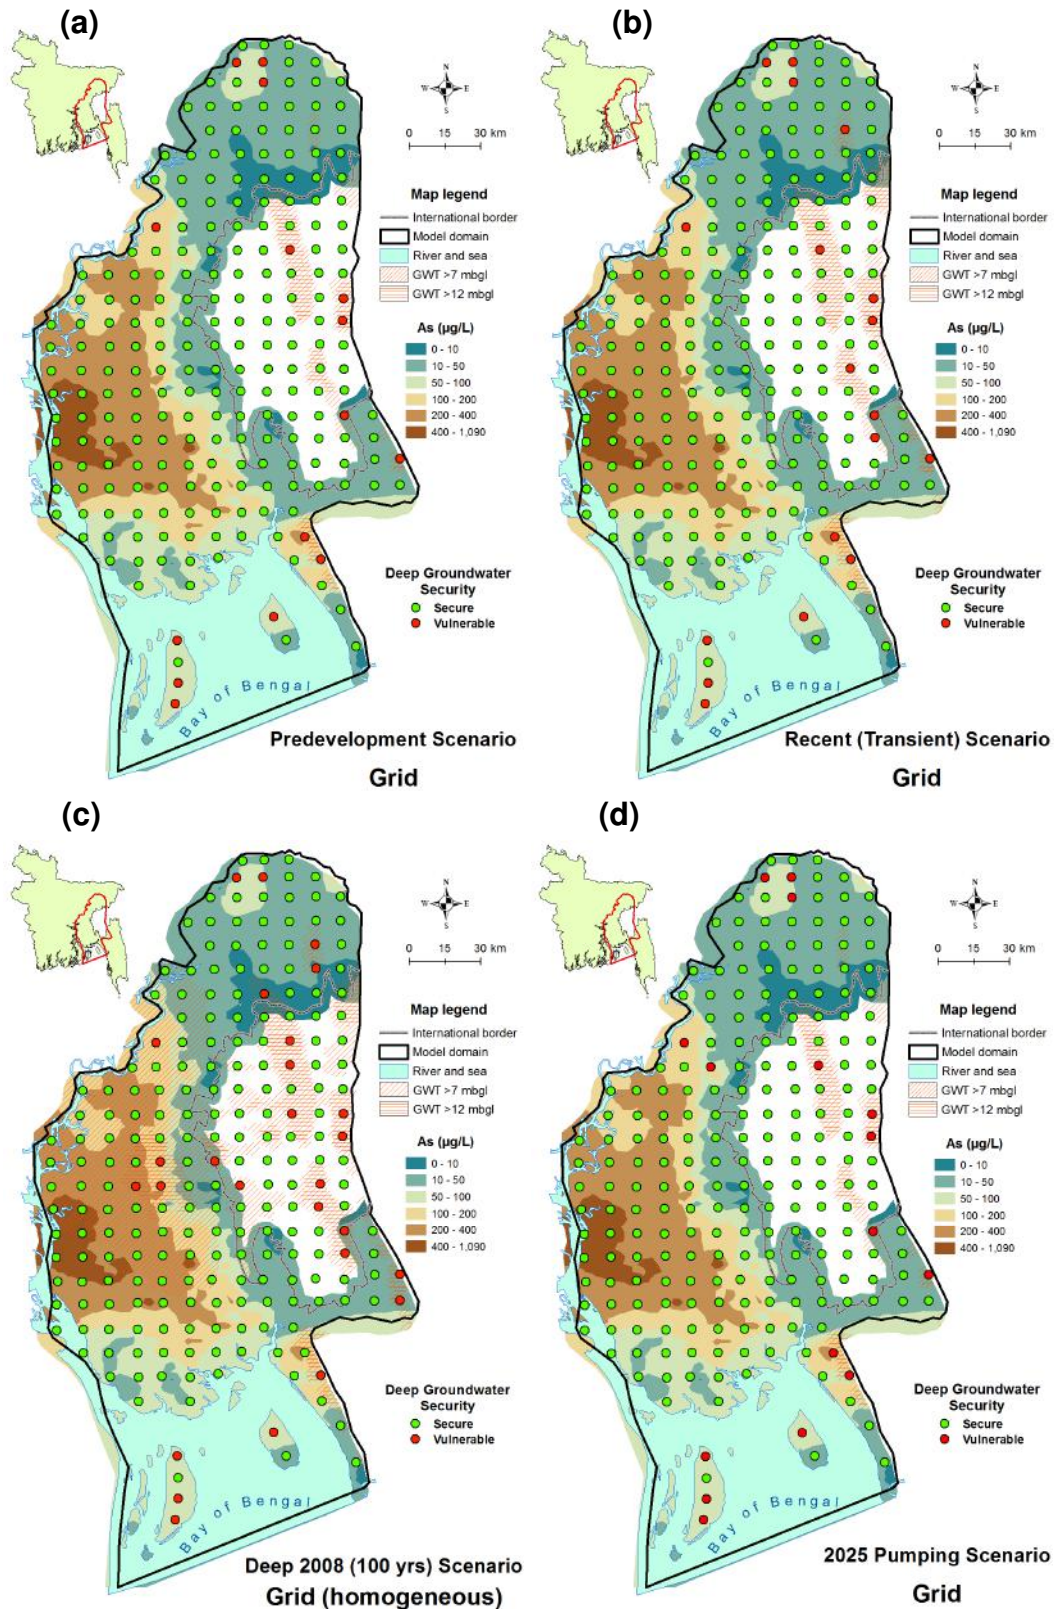 (a)
N
W
E
S
0 15 30 km
Map legend
International border
Model domain
River and sea
GWT >7 mbgl
GWT >12 mbgl
As (µg/L)
0 - 10
10 - 50
50 - 100
100 - 200
200 - 400
400 - 1,090
Deep Groundwater
Security
Secure
Vulnerable
Bay of Bengal
Predevelopment Scenario
Grid
(b)
N
W
E
S
0 15 30 km
Map legend
International border
Model domain
River and sea
GWT >7 mbgl
GWT >12 mbgl
As (µg/L)
0 - 10
10 - 50
50 - 100
100 - 200
200 - 400
400 - 1,090
Deep Groundwater
Security
Secure
Vulnerable
Bay of Bengal
Recent (Transient) Scenario
Grid
(c)
N
W
E
S
0 15 30 km
Map legend
International border
Model domain
River and sea
GWT >7 mbgl
GWT >12 mbgl
As (µg/L)
0 - 10
10 - 50
50 - 100
100 - 200
200 - 400
400 - 1,090
Deep Groundwater
Security
Secure
Vulnerable
Bay of Bengal
Deep 2008 (100 yrs) Scenario
Grid (homogeneous)
(d)
N
W
E
S
0 15 30 km
Map legend
International border
Model domain
River and sea
GWT >7 mbgl
GWT >12 mbgl
As (µg/L)
0 - 10
10 - 50
50 - 100
100 - 200
200 - 400
400 - 1,090
Deep Groundwater
Security
Secure
Vulnerable
Bay of Bengal
2025 Pumping Scenario
Grid